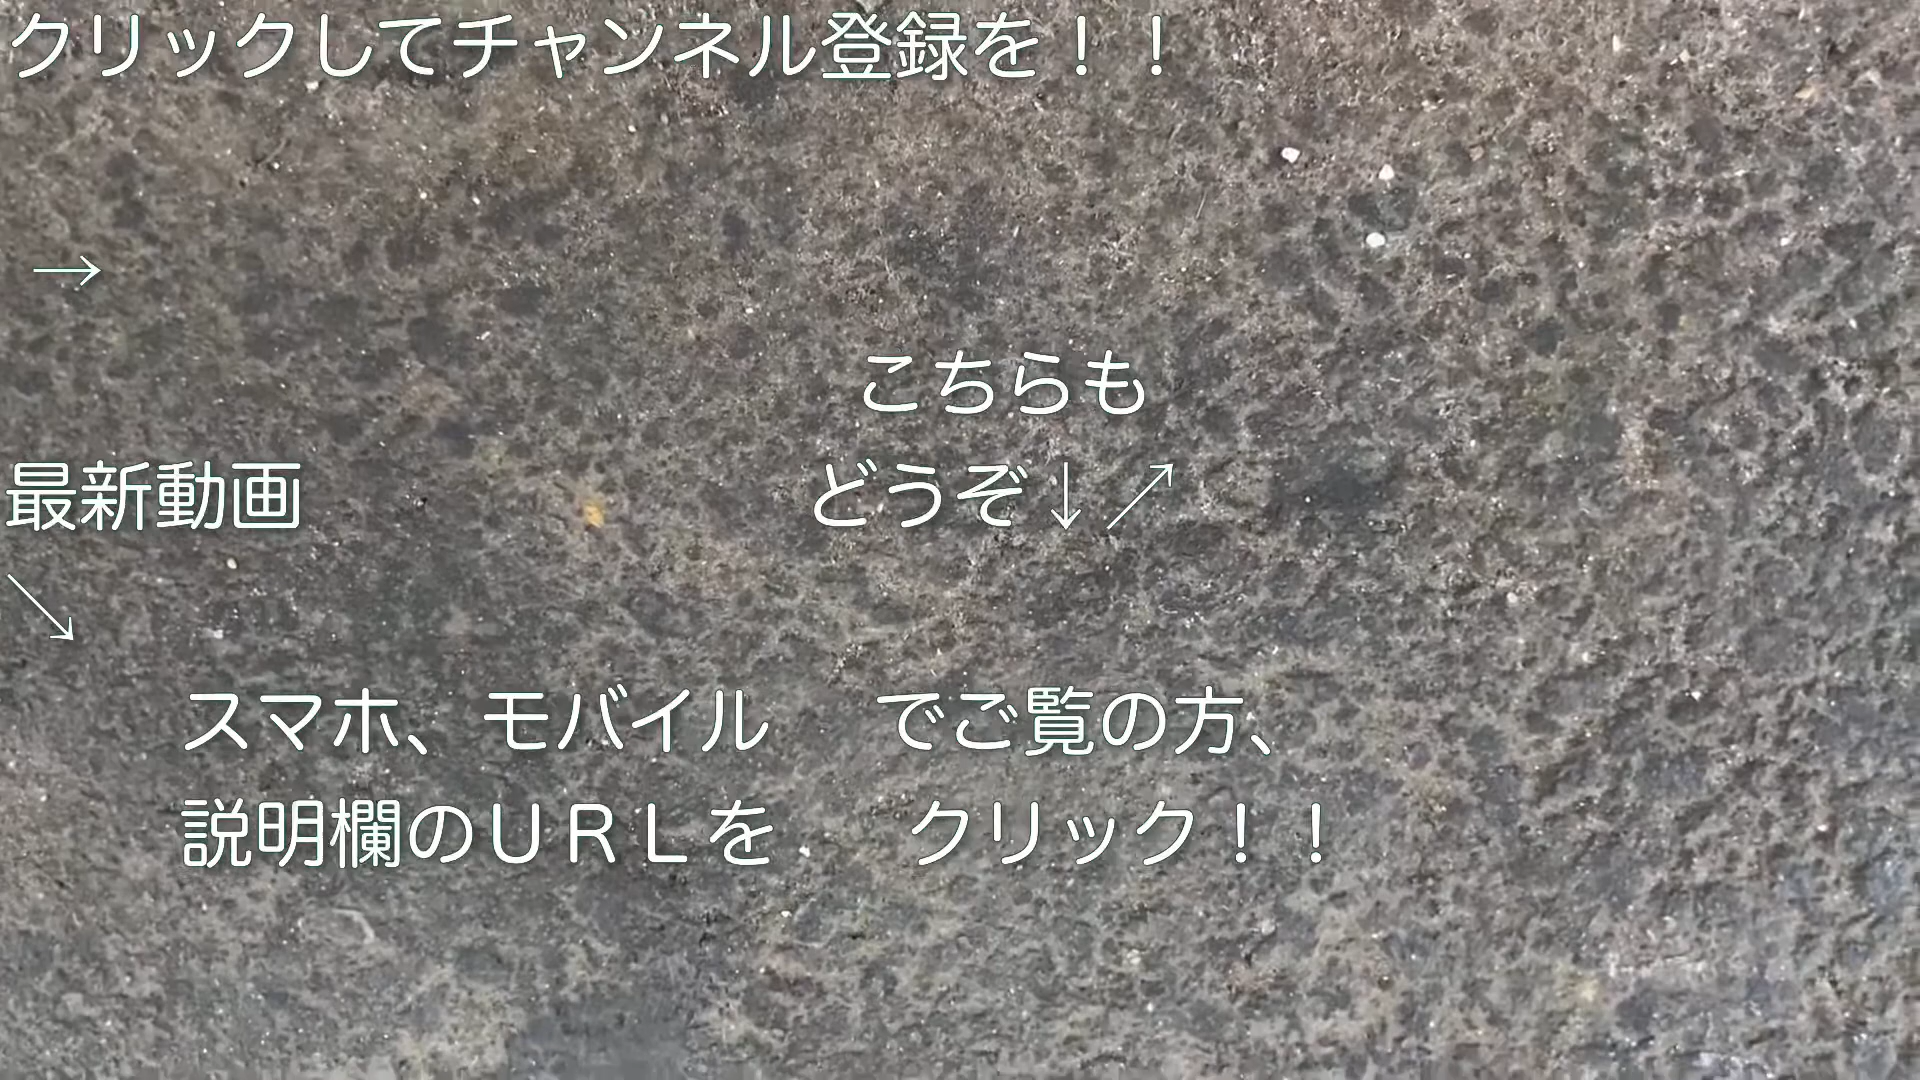 クリックしてチャンネル登録を！！
→
こちらも
どうぞ↓↗
最新動画
↘
スマホ、モバイル　でご覧の方、
説明欄のＵＲＬを　クリック！！